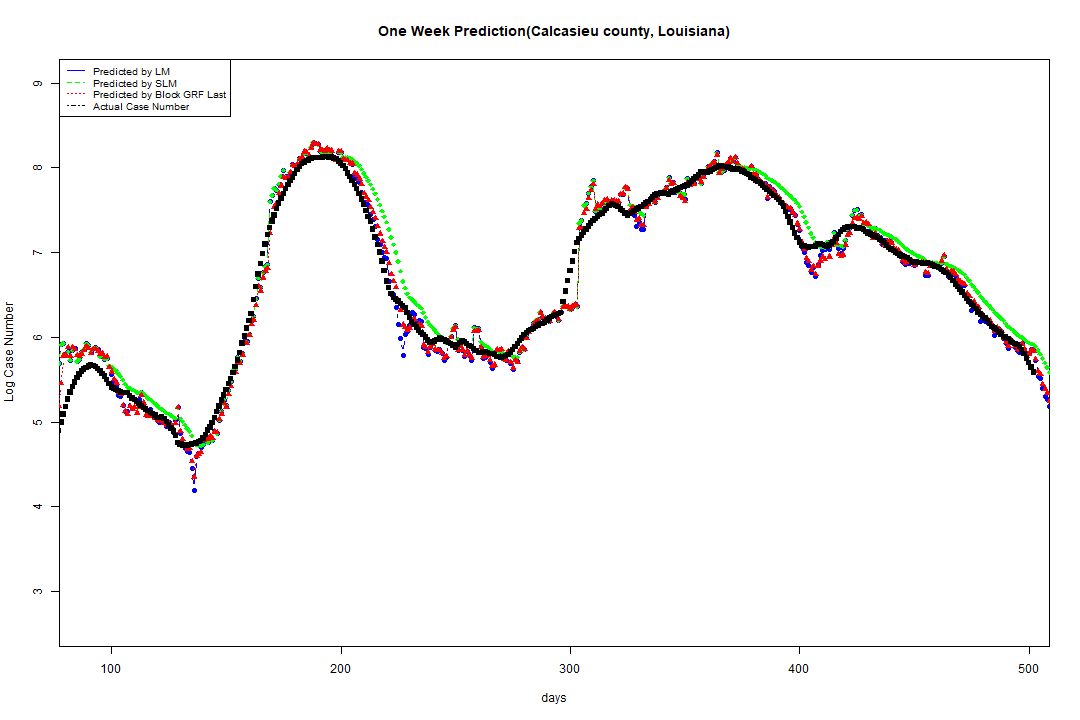 One Week Prediction(Calcasieu county, Louisiana)
Predicted by LM
Predicted by SLM
Predicted by Block GRF Last
Actual Case Number
9
8
7
6
5
4
3
Log Case Number
100 200 300 400 500
days